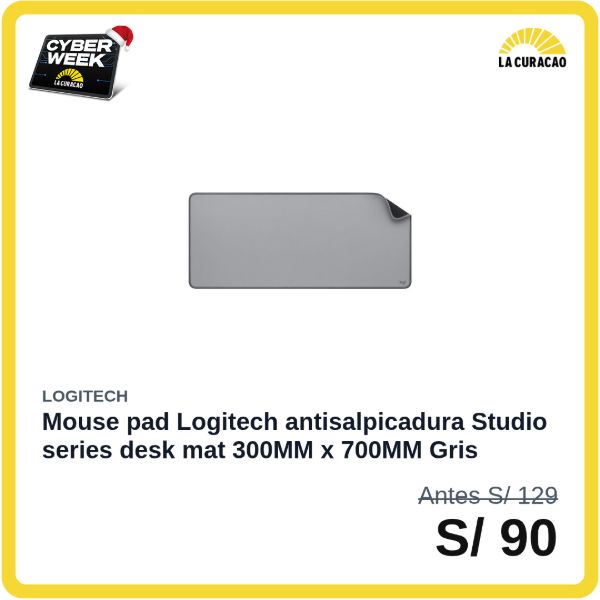 CYBER
WEEK
LA CURACAO
LA CURACAO
LOGITECH
Mouse pad Logitech antisalpicadura Studio
series desk mat 300MM x 700MM Gris
Antes S/ 129
S/ 90